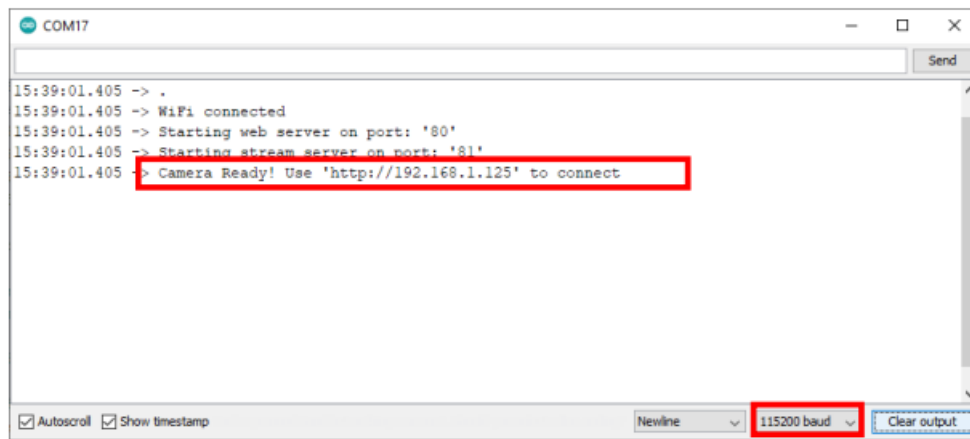 COM17
Send
15:39:01.405 -> .
15:39:01.405 -> WiFi connected
15:39:01.405 -> Starting web server on port: '80'
15:39:01.405 -> Starting stream server on port: '81'
15:39:01.405 -> Camera Ready! Use 'http://192.168.1.125' to connect
Autoscroll Show timestamp Newline 115200 baud Clear output